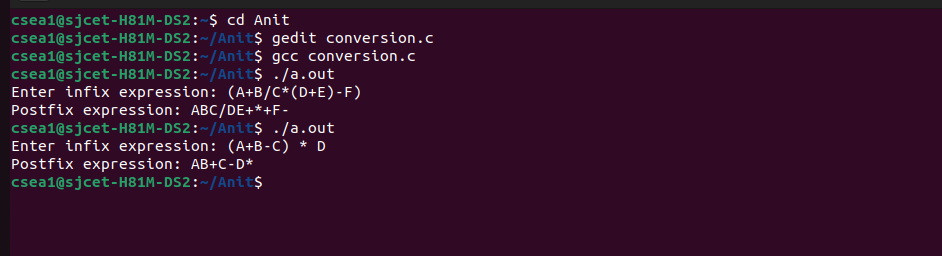 csea1@sjcet-H81M-DS2:~$ cd Anit
csea1@sjcet-H81M-DS2:~/Anit$ gedit conversion.c
csea1@sjcet-H81M-DS2:~/Anit$ gcc conversion.c
csea1@sjcet-H81M-DS2:~/Anit$ ./a.out
Enter infix expression: (A+B/C*(D+E)-F)
Postfix expression: ABC/DE+*+F-
csea1@sjcet-H81M-DS2:~/Anit$ ./a.out
Enter infix expression: (A+B-C) * D
Postfix expression: AB+C-D*
csea1@sjcet-H81M-DS2:~/Anit$